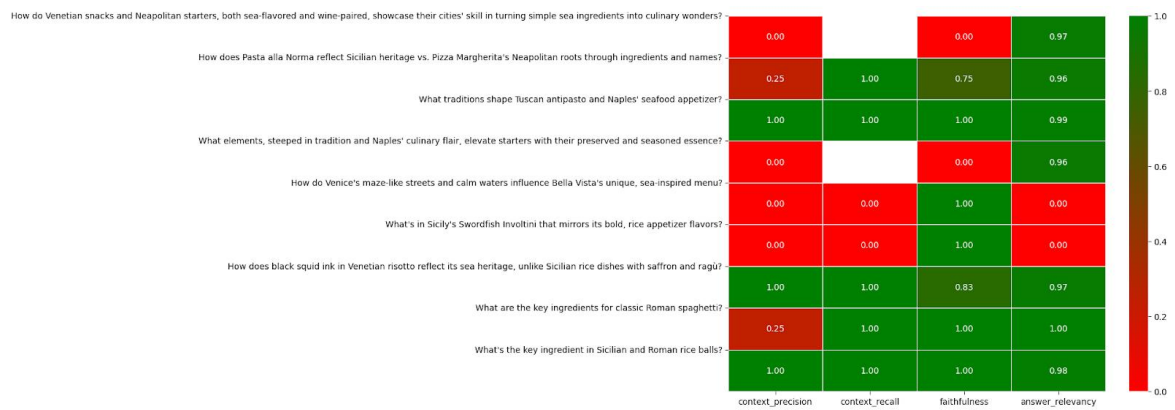 How do Venetian snacks and Neapolitan starters, both sea-flavored and wine-paired, showcase their cities' skill in turning simple sea ingredients into culinary wonders?
0.00 0.00 0.97
How does Pasta alla Norma reflect Sicilian heritage vs. Pizza Margherita's Neapolitan roots through ingredients and names?
0.25 1.00 0.75 0.96
What traditions shape Tuscan antipasto and Naples' seafood appetizer?
1.00 1.00 1.00 0.99
What elements, steeped in tradition and Naples' culinary flair, elevate starters with their preserved and seasoned essence?
0.00 0.00 0.96
How do Venice's maze-like streets and calm waters influence Bella Vista's unique, sea-inspired menu?
0.00 0.00 1.00 0.00
What's in Sicily's Swordfish Involtini that mirrors its bold, rice appetizer flavors?
0.00 0.00 1.00 0.00
How does black squid ink in Venetian risotto reflect its sea heritage, unlike Sicilian rice dishes with saffron and ragù?
1.00 1.00 0.83 0.97
What are the key ingredients for classic Roman spaghetti?
0.25 1.00 1.00 1.00
What's the key ingredient in Sicilian and Roman rice balls?
1.00 1.00 1.00 0.98
context_precision context_recall faithfulness answer_relevancy
1.0
0.8
0.6
0.4
0.2
0.0